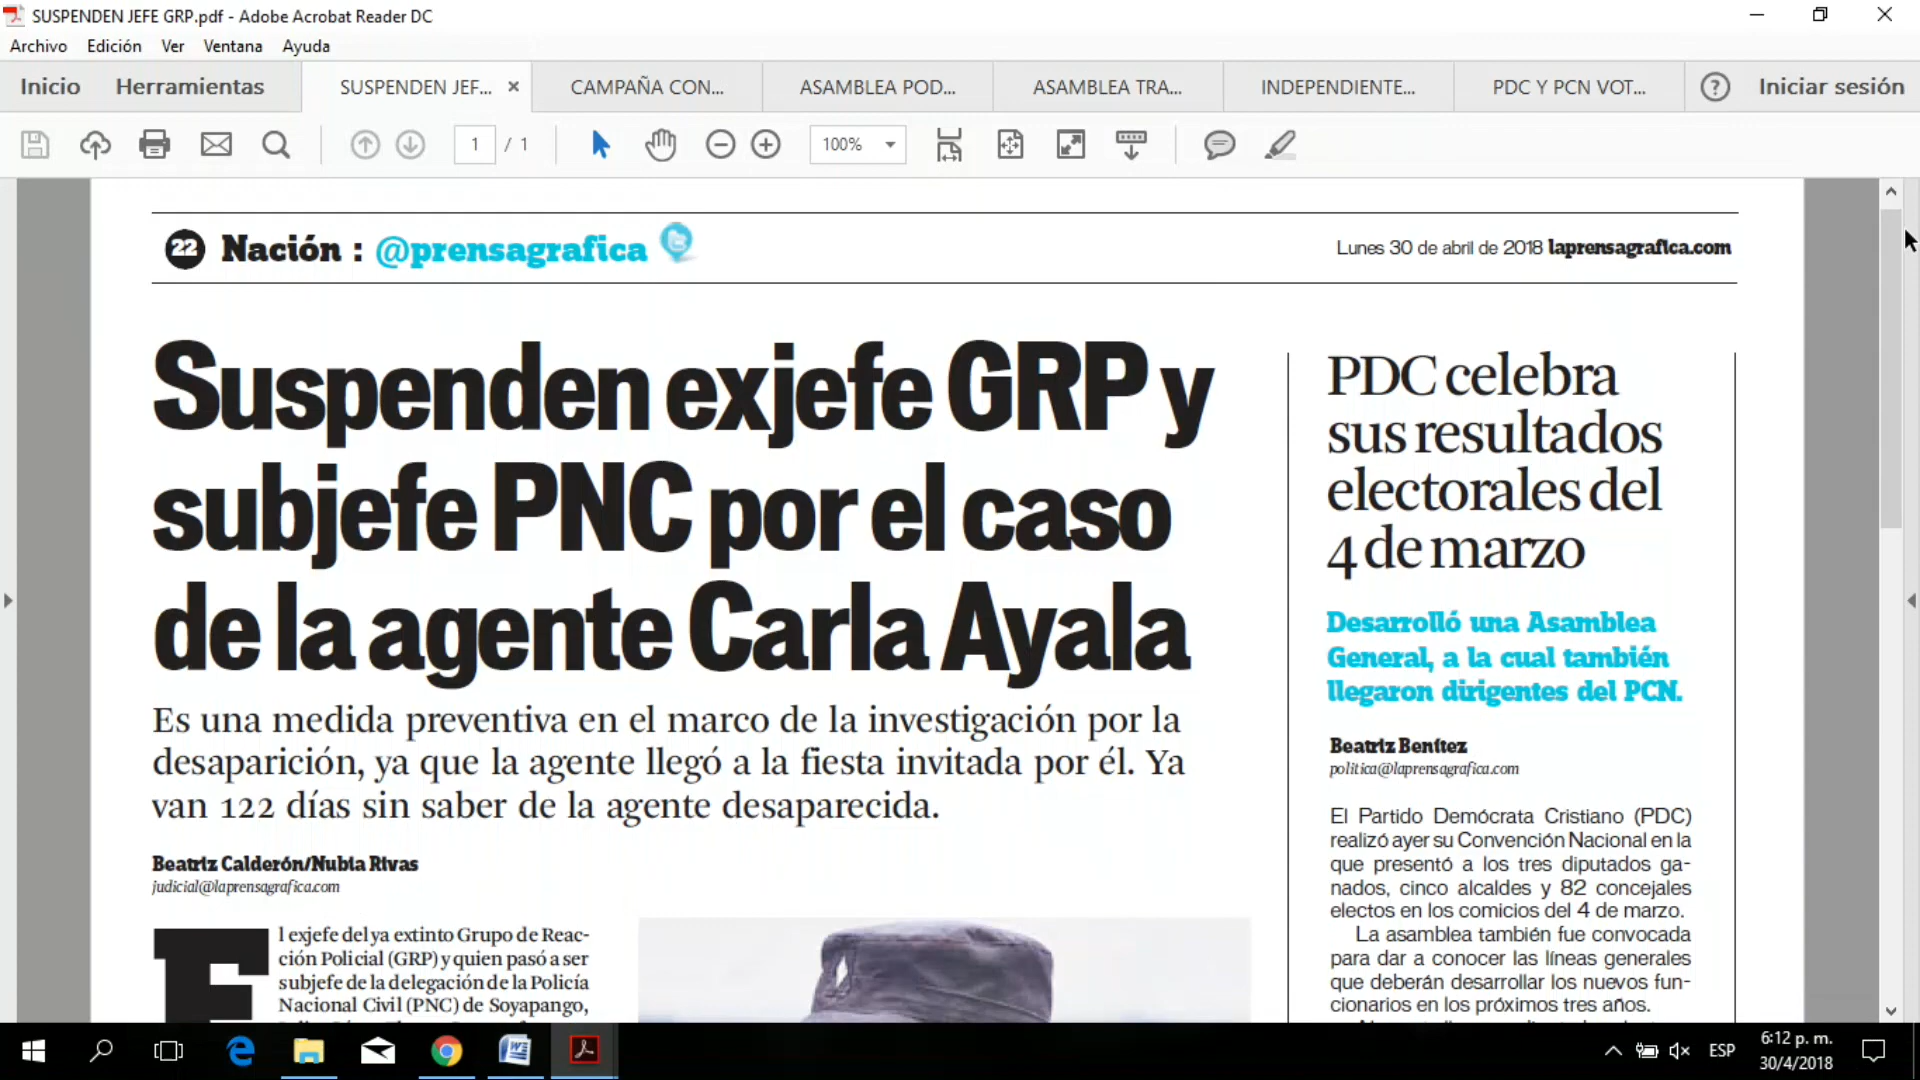 SUSPENDEN JEFE GRP.pdf - Adobe Acrobat Reader DC
Archivo Edición Ver Ventana Ayuda
Inicio Herramientas SUSPENDEN JEF... × CAMPAÑA CON... ASAMBLEA POD... ASAMBLEA TRA... INDEPENDIENTE... PDC Y PCN VOT... ? Iniciar sesión
1 / 1 100%
22 Nación : @prensagrafica
Lunes 30 de abril de 2018 laprensagrafica.com
Suspenden exjefe GRP y
subjefe PNC por el caso
de la agente Carla Ayala
Es una medida preventiva en el marco de la investigación por la
desaparición, ya que la agente llegó a la fiesta invitada por él. Ya
van 122 días sin saber de la agente desaparecida.
Beatriz Calderón/Nubia Rivas
judicial@laprensagrafica.com
El exjefe del ya extinto Grupo de Reac-
ción Policial (GRP) y quien pasó a ser
subjefe de la delegación de la Policía
Nacional Civil (PNC) de Soyapango,
PDC celebra
sus resultados
electorales del
4 de marzo
Desarrolló una Asamblea
General, a la cual también
llegaron dirigentes del PCN.
Beatriz Benítez
politica@laprensagrafica.com
El Partido Demócrata Cristiano (PDC)
realizó ayer su Convención Nacional en la
que presentó a los tres diputados ga-
nados, cinco alcaldes y 82 concejales
electos en los comicios del 4 de marzo.
La asamblea también fue convocada
para dar a conocer las líneas generales
que deberán desarrollar los nuevos fun-
cionarios en los próximos tres años.
ESP
6:12 p. m.
30/4/2018